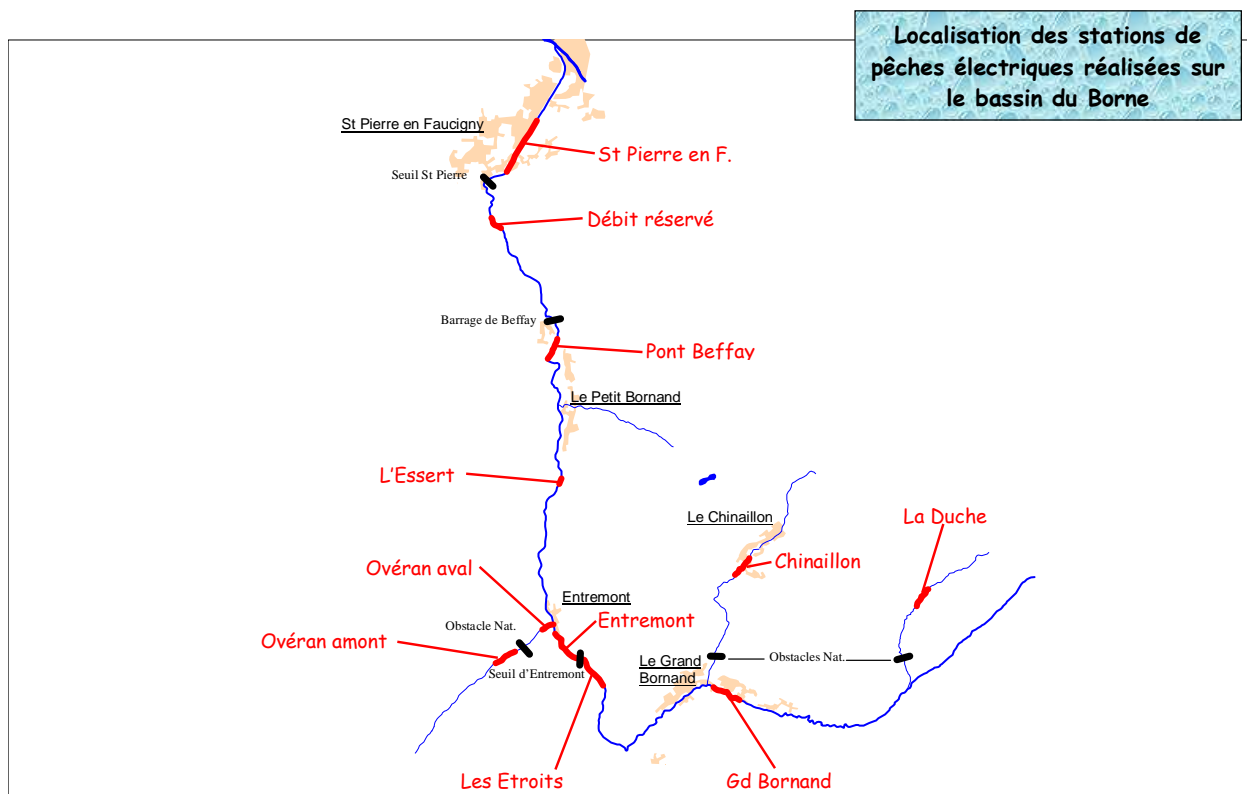 Localisation des stations de
pêches électriques réalisées sur
le bassin du Borne
St Pierre en Faucigny
St Pierre en F.
Seuil St Pierre
Débit réservé
Barrage de Beffay
Pont Beffay
Le Petit Bornand
L'Essert
Le Chinaillon
La Duche
Chinaillon
Ovéran aval
Entremont
Entremont
Obstacle Nat.
Ovéran amont
Seuil d'Entremont
Le Grand
Bornand
Obstacles Nat.
Les Etroits
Gd Bornand